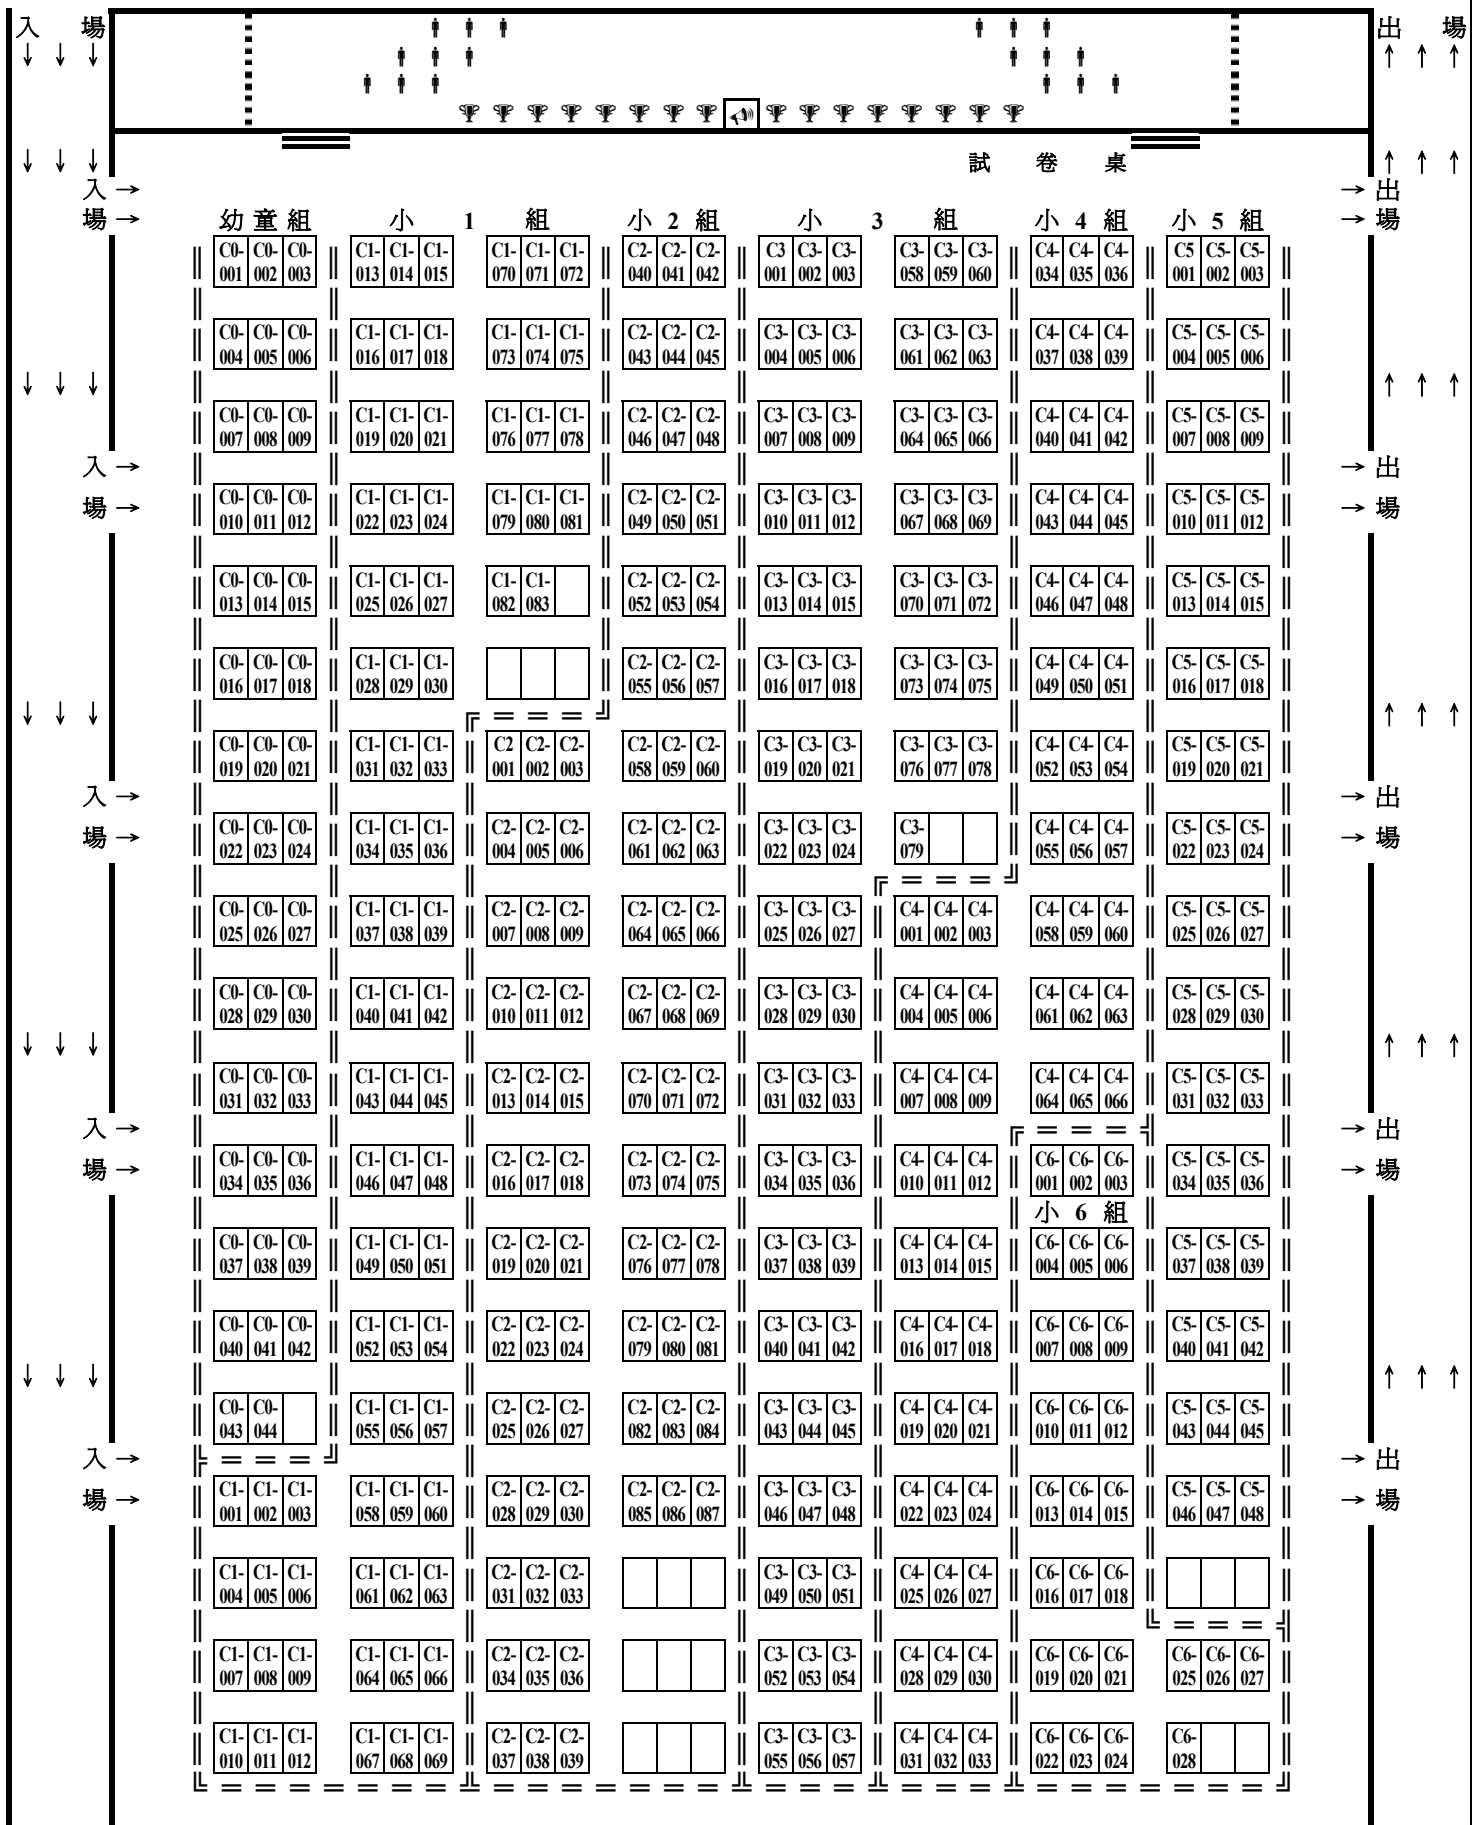 入 場 出 場
↓ ↓ ↓ ↑ ↑ ↑
↓ ↓ ↓ 試 卷 桌 ↑ ↑ ↑
入 → → 出
場 → 幼 童 組 小 1 組 小 2 組 小 3 組 小 4 組 小 5 組 → 場
C0- C0- C0- C1- C1- C1- C1- C1- C1- C2- C2- C2- C3 C3- C3- C3- C3- C3- C4- C4- C4- C5 C5- C5-
001 002 003 013 014 015 070 071 072 040 041 042 001 002 003 058 059 060 034 035 036 001 002 003
C0- C0- C0- C1- C1- C1- C1- C1- C1- C2- C2- C2- C3- C3- C3- C3- C3- C3- C4- C4- C4- C5- C5- C5-
004 005 006 016 017 018 073 074 075 043 044 045 004 005 006 061 062 063 037 038 039 004 005 006
↓ ↓ ↓ ↑ ↑ ↑
C0- C0- C0- C1- C1- C1- C1- C1- C1- C2- C2- C2- C3- C3- C3- C3- C3- C3- C4- C4- C4- C5- C5- C5-
007 008 009 019 020 021 076 077 078 046 047 048 007 008 009 064 065 066 040 041 042 007 008 009
入 → → 出
C0- C0- C0- C1- C1- C1- C1- C1- C1- C2- C2- C2- C3- C3- C3- C3- C3- C3- C4- C4- C4- C5- C5- C5-
場 → → 場
010 011 012 022 023 024 079 080 081 049 050 051 010 011 012 067 068 069 043 044 045 010 011 012
C0- C0- C0- C1- C1- C1- C1- C1- C2- C2- C2- C3- C3- C3- C3- C3- C3- C4- C4- C4- C5- C5- C5-
013 014 015 025 026 027 082 083 052 053 054 013 014 015 070 071 072 046 047 048 013 014 015
C0- C0- C0- C1- C1- C1- C2- C2- C2- C3- C3- C3- C3- C3- C3- C4- C4- C4- C5- C5- C5-
016 017 018 028 029 030 055 056 057 016 017 018 073 074 075 049 050 051 016 017 018
↓ ↓ ↓ ↑ ↑ ↑
C0- C0- C0- C1- C1- C1- C2 C2- C2- C2- C2- C2- C3- C3- C3- C3- C3- C3- C4- C4- C4- C5- C5- C5-
019 020 021 031 032 033 001 002 003 058 059 060 019 020 021 076 077 078 052 053 054 019 020 021
入 → → 出
C0- C0- C0- C1- C1- C1- C2- C2- C2- C2- C2- C2- C3- C3- C3- C3- C4- C4- C4- C5- C5- C5-
場 → → 場
022 023 024 034 035 036 004 005 006 061 062 063 022 023 024 079 055 056 057 022 023 024
C0- C0- C0- C1- C1- C1- C2- C2- C2- C2- C2- C2- C3- C3- C3- C4- C4- C4- C4- C4- C4- C5- C5- C5-
025 026 027 037 038 039 007 008 009 064 065 066 025 026 027 001 002 003 058 059 060 025 026 027
C0- C0- C0- C1- C1- C1- C2- C2- C2- C2- C2- C2- C3- C3- C3- C4- C4- C4- C4- C4- C4- C5- C5- C5-
028 029 030 040 041 042 010 011 012 067 068 069 028 029 030 004 005 006 061 062 063 028 029 030
↓ ↓ ↓ ↑ ↑ ↑
C0- C0- C0- C1- C1- C1- C2- C2- C2- C2- C2- C2- C3- C3- C3- C4- C4- C4- C4- C4- C4- C5- C5- C5-
031 032 033 043 044 045 013 014 015 070 071 072 031 032 033 007 008 009 064 065 066 031 032 033
入 → → 出
C0- C0- C0- C1- C1- C1- C2- C2- C2- C2- C2- C2- C3- C3- C3- C4- C4- C4- C6- C6- C6- C5- C5- C5-
場 → → 場
034 035 036 046 047 048 016 017 018 073 074 075 034 035 036 010 011 012 001 002 003 034 035 036
小 6 組
C0- C0- C0- C1- C1- C1- C2- C2- C2- C2- C2- C2- C3- C3- C3- C4- C4- C4- C6- C6- C6- C5- C5- C5-
037 038 039 049 050 051 019 020 021 076 077 078 037 038 039 013 014 015 004 005 006 037 038 039
C0- C0- C0- C1- C1- C1- C2- C2- C2- C2- C2- C2- C3- C3- C3- C4- C4- C4- C6- C6- C6- C5- C5- C5-
040 041 042 052 053 054 022 023 024 079 080 081 040 041 042 016 017 018 007 008 009 040 041 042
↓ ↓ ↓ ↑ ↑ ↑
C0- C0- C1- C1- C1- C2- C2- C2- C2- C2- C2- C3- C3- C3- C4- C4- C4- C6- C6- C6- C5- C5- C5-
043 044 055 056 057 025 026 027 082 083 084 043 044 045 019 020 021 010 011 012 043 044 045
入 → → 出
C1- C1- C1- C1- C1- C1- C2- C2- C2- C2- C2- C2- C3- C3- C3- C4- C4- C4- C6- C6- C6- C5- C5- C5-
場 → → 場
001 002 003 058 059 060 028 029 030 085 086 087 046 047 048 022 023 024 013 014 015 046 047 048
C1- C1- C1- C1- C1- C1- C2- C2- C2- C3- C3- C3- C4- C4- C4- C6- C6- C6-
004 005 006 061 062 063 031 032 033 049 050 051 025 026 027 016 017 018
C1- C1- C1- C1- C1- C1- C2- C2- C2- C3- C3- C3- C4- C4- C4- C6- C6- C6- C6- C6- C6-
007 008 009 064 065 066 034 035 036 052 053 054 028 029 030 019 020 021 025 026 027
C1- C1- C1- C1- C1- C1- C2- C2- C2- C3- C3- C3- C4- C4- C4- C6- C6- C6- C6-
010 011 012 067 068 069 037 038 039 055 056 057 031 032 033 022 023 024 028